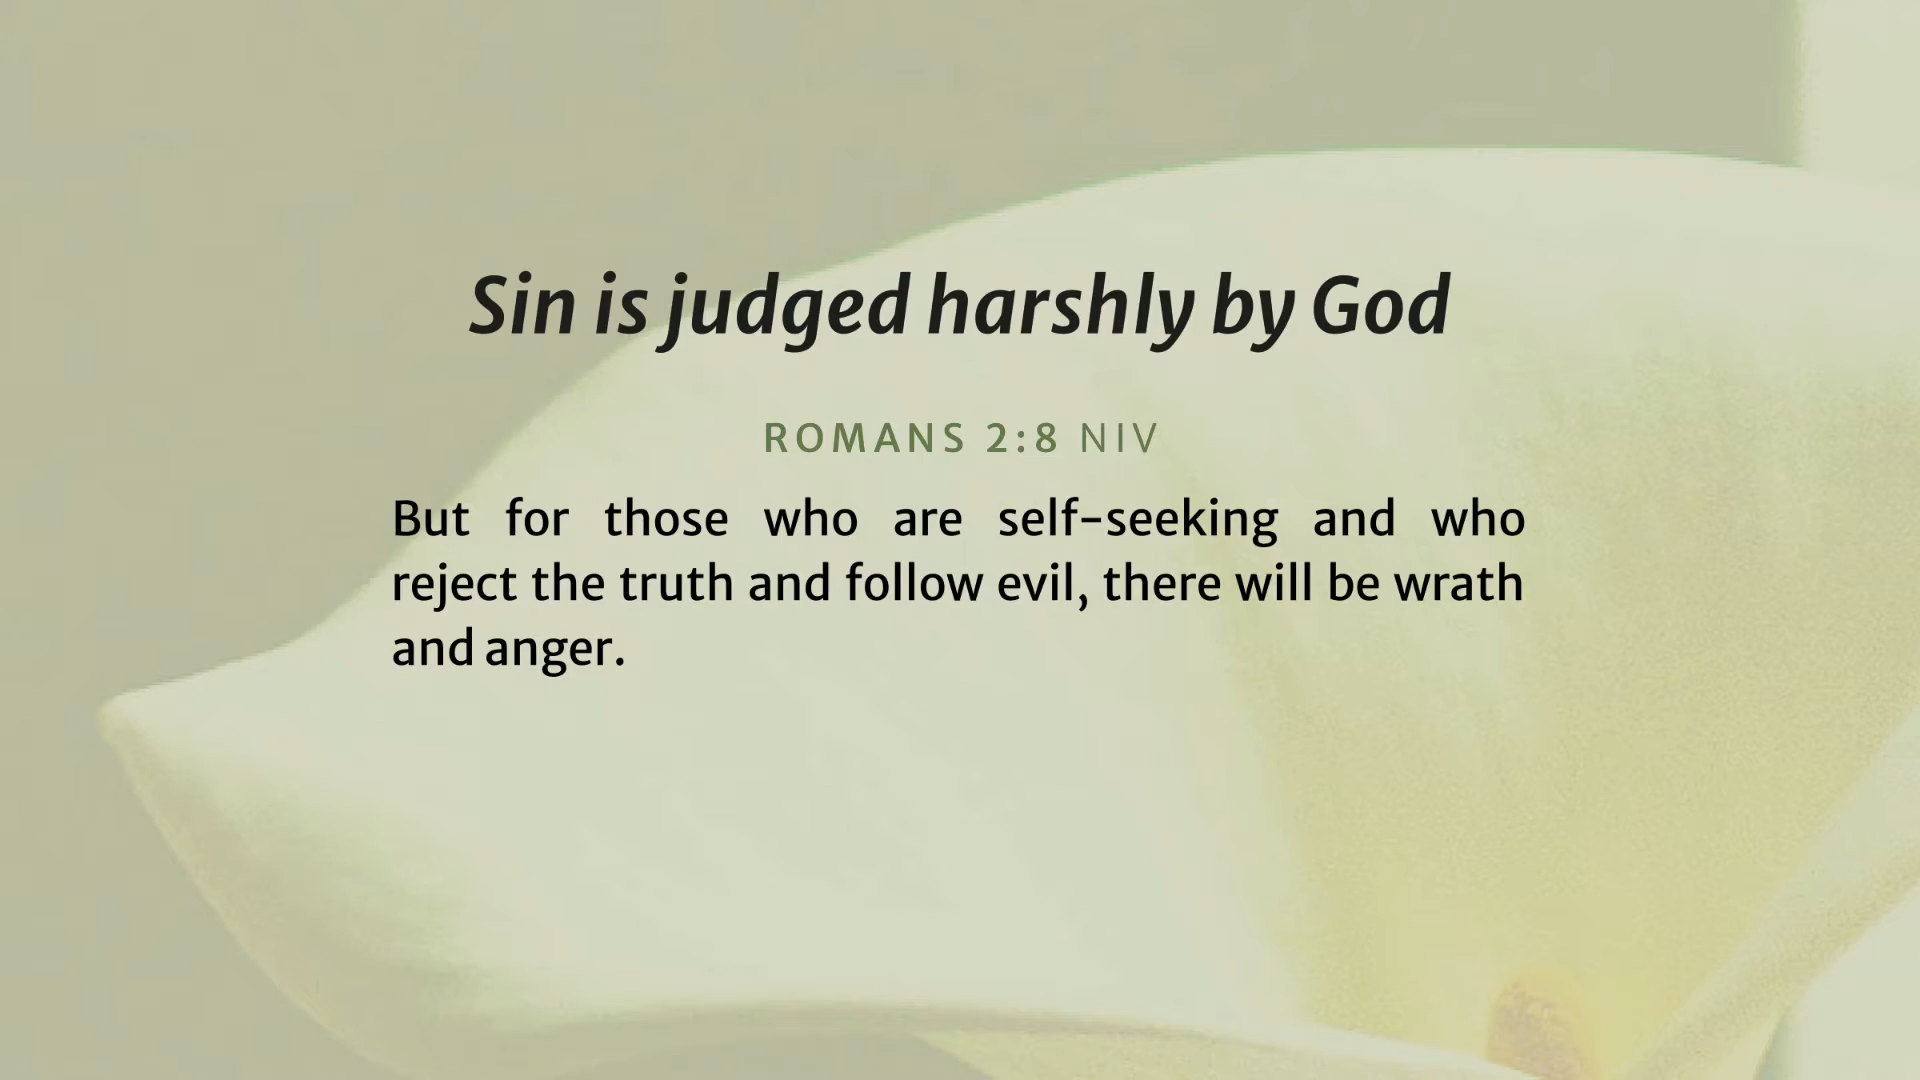 Sin is judged harshly by God
ROMANS 2:8 NIV
But for those who are self-seeking and who
reject the truth and follow evil, there will be wrath
and anger.